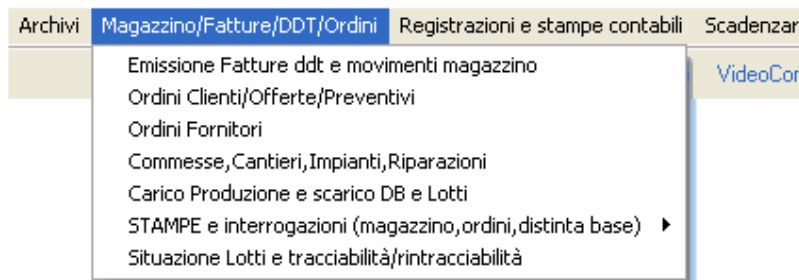 Archivi Magazzino/Fatture/DDT/Ordini Registrazioni e stampe contabili Scadenzar
VideoCor
Emissione Fatture ddt e movimenti magazzino
Ordini Clienti/Offerte/Preventivi
Ordini Fornitori
Commesse,Cantieri,Impianti,Riparazioni
Carico Produzione e scarico DB e Lotti
STAMPE e interrogazioni (magazzino,ordini,distinta base)
Situazione Lotti e tracciabilità/rintracciabilità